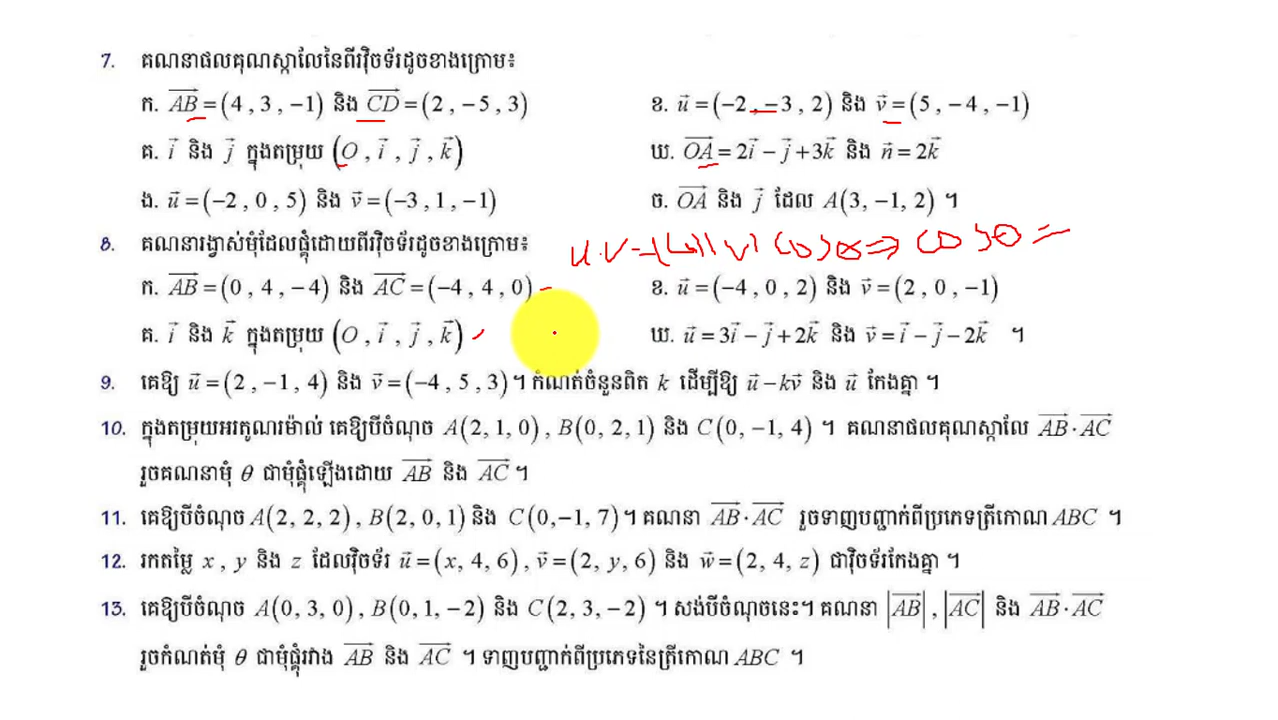 7. គណនាផលគុណស្កាលែនៃពីរវ៉ិចទ័រដូចខាងក្រោម៖
ក. AB⃗ = (4 , 3 , −1) និង CD⃗ = (2 , −5 , 3) ខ. u⃗ = (−2 , −3 , 2) និង v⃗ = (5 , −4 , −1)
គ. i⃗ និង j⃗ ក្នុងតម្រុយ (O , i⃗ , j⃗ , k⃗) ឃ. OA⃗ = 2i⃗ − j⃗ + 3k⃗ និង n⃗ = 2k⃗
ង. u⃗ = (−2 , 0 , 5) និង v⃗ = (−3 , 1 , −1) ច. OA⃗ និង j⃗ ដែល A(3, −1, 2) ។
8. គណនារង្វាស់មុំដែលផ្គុំដោយពីរវ៉ិចទ័រដូចខាងក្រោម៖ u.v = |u||v| cosθ ⇒ cosθ =
ក. AB⃗ = (0 , 4 , −4) និង AC⃗ = (−4 , 4 , 0) ខ. u⃗ = (−4 , 0 , 2) និង v⃗ = (2 , 0 , −1)
គ. i⃗ និង k⃗ ក្នុងតម្រុយ (O , i⃗ , j⃗ , k⃗) ឃ. u⃗ = 3i⃗ − j⃗ + 2k⃗ និង v⃗ = i⃗ − j⃗ − 2k⃗ ។
9. គេឱ្យ u⃗ = (2 , −1 , 4) និង v⃗ = (−4 , 5 , 3) ។ កំណត់ចំនួនពិត k ដើម្បីឱ្យ u⃗ − kv⃗ និង u⃗ កែងគ្នា ។
10. ក្នុងតម្រុយអរតូណរម៉ាល់ គេឱ្យបីចំណុច A(2, 1, 0) , B(0, 2, 1) និង C(0, −1, 4) ។ គណនាផលគុណស្កាលែ AB⃗ · AC⃗
រួចគណនាមុំ θ ជាមុំផ្គុំឡើងដោយ AB⃗ និង AC⃗ ។
11. គេឱ្យបីចំណុច A(2, 2, 2) , B(2, 0, 1) និង C(0, −1, 7) ។ គណនា AB⃗ · AC⃗ រួចទាញបញ្ជាក់ពីប្រភេទត្រីកោណ ABC ។
12. រកតម្លៃ x , y និង z ដែលវ៉ិចទ័រ u⃗ = (x, 4, 6) , v⃗ = (2, y, 6) និង w⃗ = (2, 4, z) ជាវ៉ិចទ័រកែងគ្នា ។
13. គេឱ្យបីចំណុច A(0, 3, 0) , B(0, 1, −2) និង C(2, 3, −2) ។ សង់បីចំណុចនេះ។ គណនា |AB⃗| , |AC⃗| និង AB⃗ · AC⃗
រួចកំណត់មុំ θ ជាមុំផ្គុំរវាង AB⃗ និង AC⃗ ។ ទាញបញ្ជាក់ពីប្រភេទនៃត្រីកោណ ABC ។